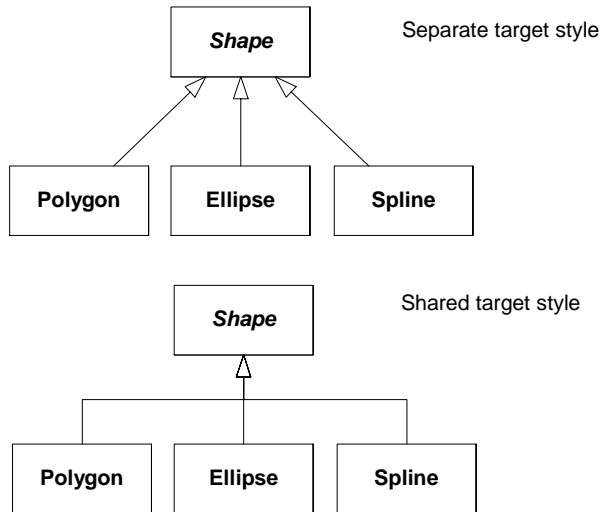 Shape
Separate target style
Polygon
Ellipse
Spline
Shape
Shared target style
Polygon
Ellipse
Spline